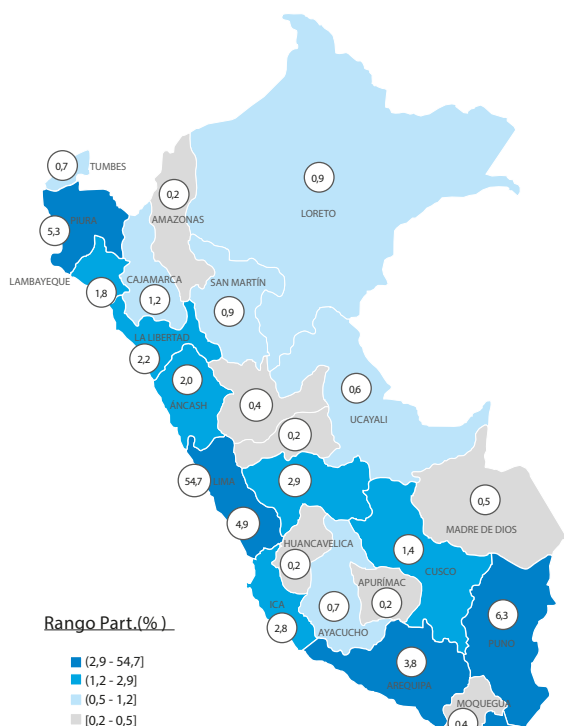 0,7 TUMBES
0,9
0,2
LORETO
AMAZONAS
PIURA
5,3
CAJAMARCA
SAN MARTÍN
LAMBAYEQUE
1,8
1,2
0,9
LA LIBERTAD
2,2
2,0
0,6
ÁNCASH
0,4
UCAYALI
0,2
54,7 LIMA
2,9
0,5
4,9
MADRE DE DIOS
HUANCAVELICA
1,4
0,2
CUSCO
APURÍMAC
ICA
0,7
0,2
6,3
2,8
AYACUCHO
PUNO
Rango Part.(% )
3,8
(2,9 - 54,7]
AREQUIPA
(1,2 - 2,9]
MOQUEGUA
(0,5 - 1,2]
[0,2 - 0,5]
0,4